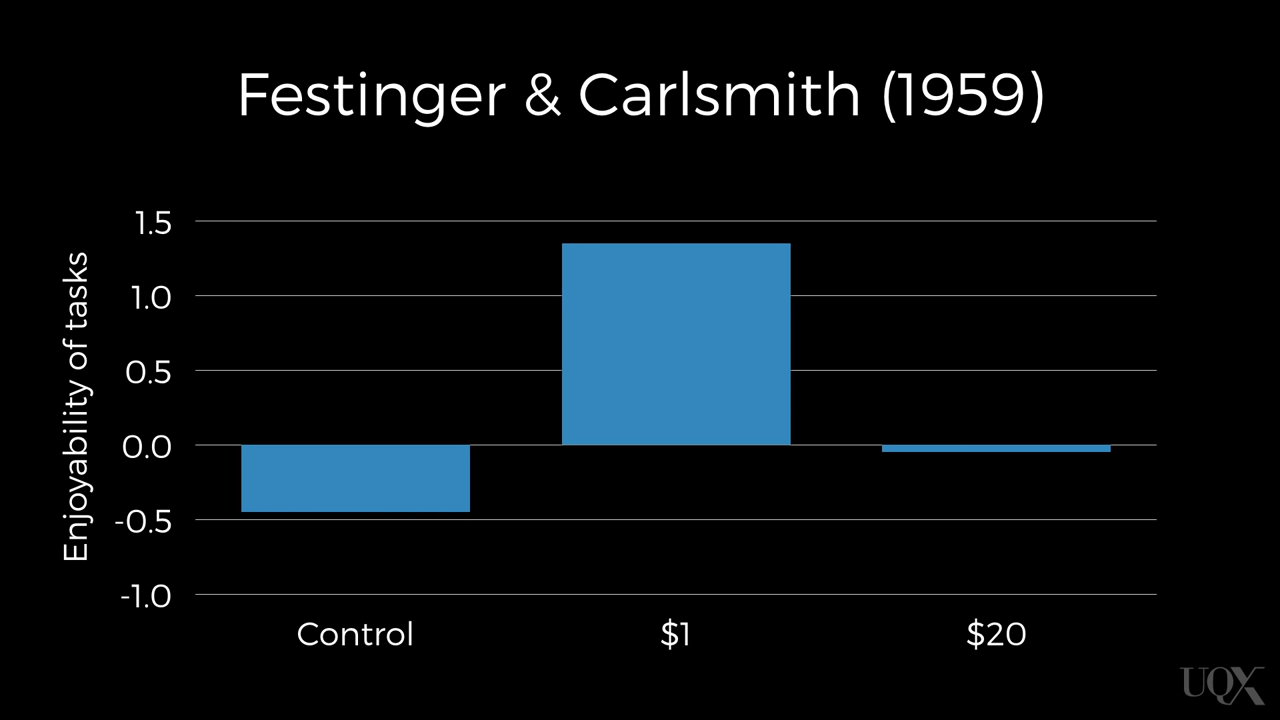 Festinger & Carlsmith (1959)
Enjoyability of tasks
1.5
1.0
0.5
0.0
-0.5
-1.0
Control $1 $20
UQX